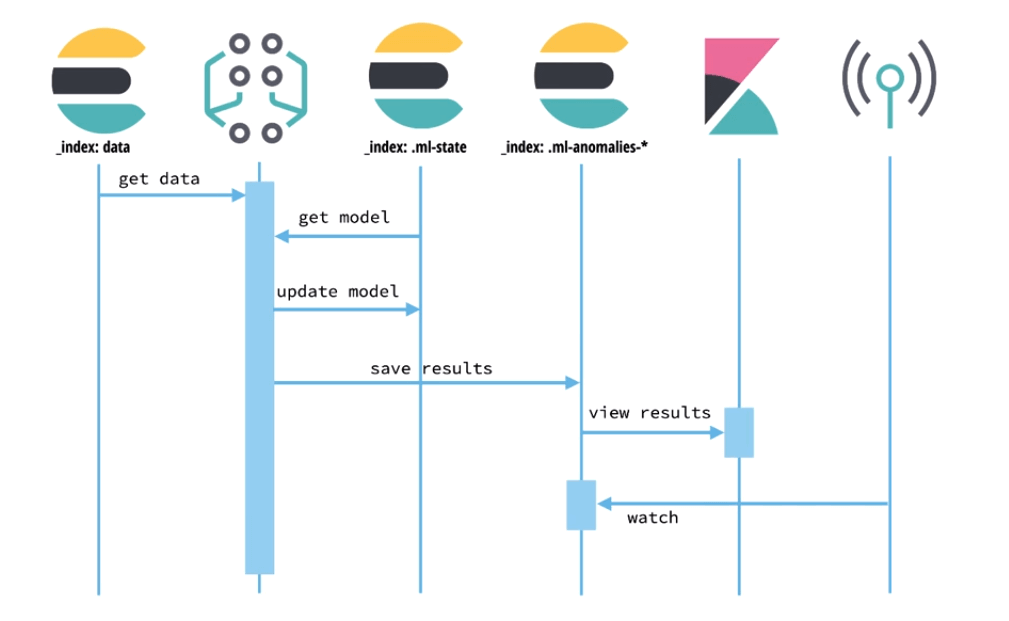 _index: data
_index: .ml-state
_index: .ml-anomalies-*
get data
get model
update model
save results
view results
watch